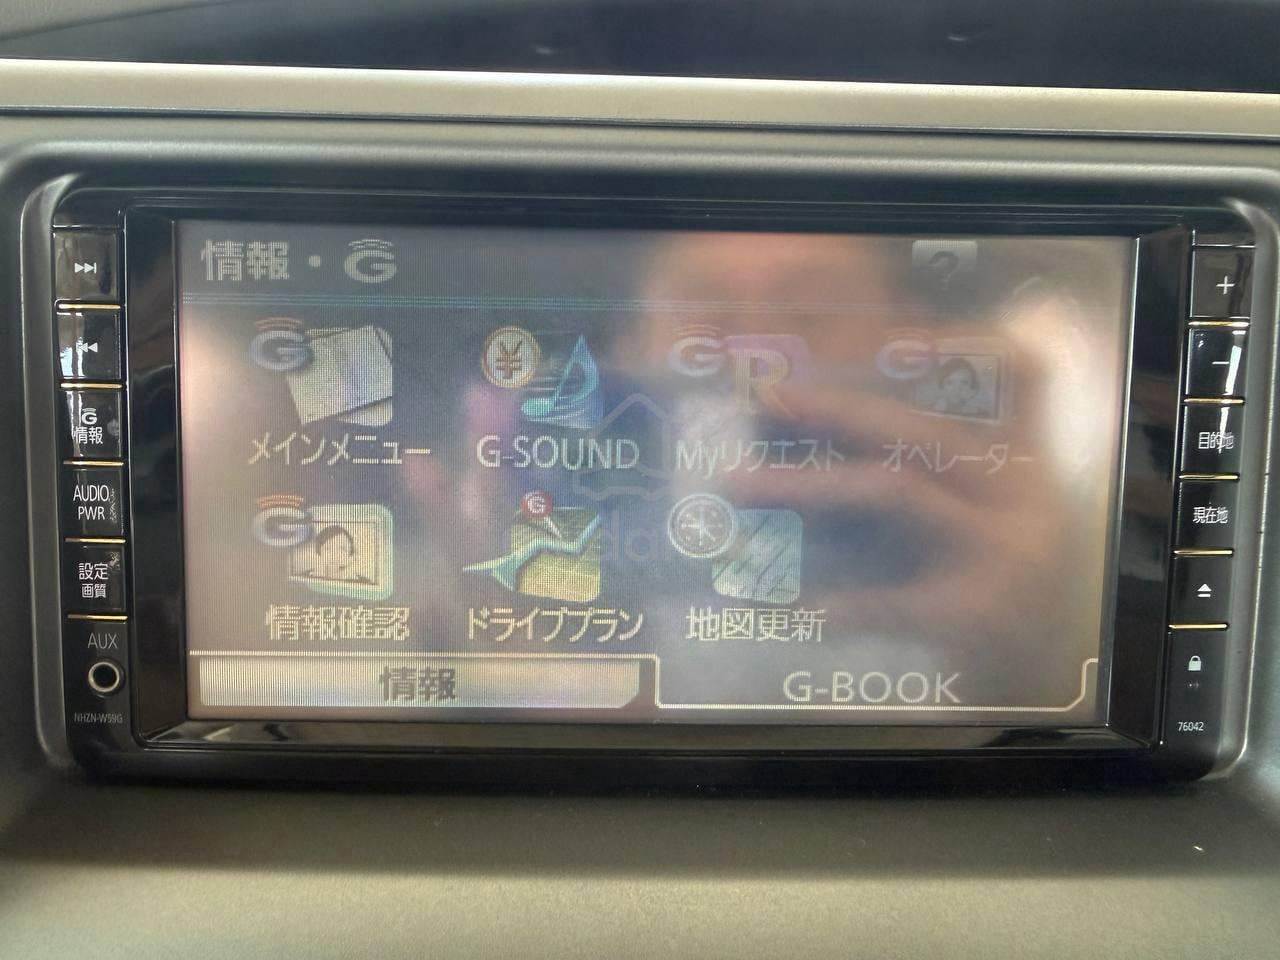 情報・G
?
G
メインメニュー
¥
G-SOUND
G R
Myリクエスト
G
オペレーター
G
情報確認
G
ドライブプラン
地図更新
情報
G-BOOK
G
情報
AUDIO
PWR
設定
画質
AUX
NHZN-W59G
+
−
目的地
現在地
76042